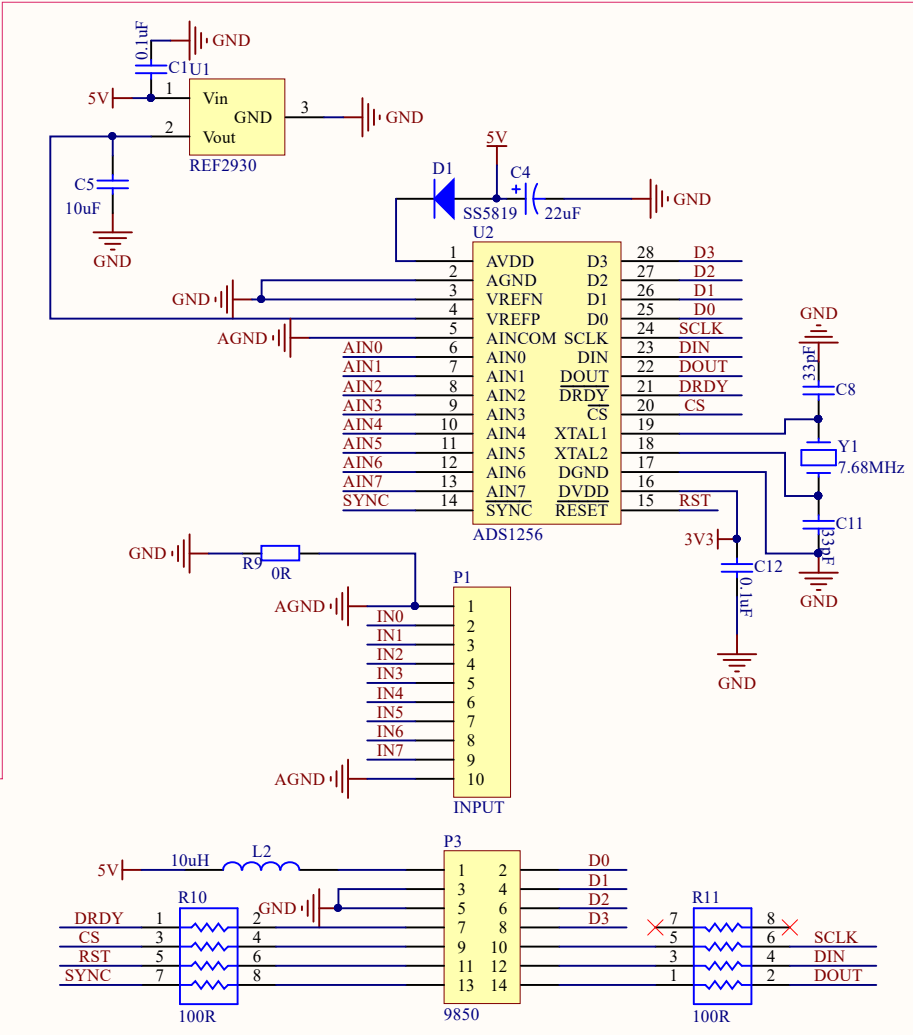 0.1uF
GND
C1 U1
5V 1 Vin
GND 3 GND
2 Vout
REF2930
C5
10uF
GND
5V
D1 C4
+
SS5819 22uF GND
U2
1 AVDD D3 28 D3
2 AGND D2 27 D2
GND 3 VREFN D1 26 D1
4 VREFP D0 25 D0
AGND 5 AINCOM SCLK 24 SCLK
AIN0 6 AIN0 DIN 23 DIN
AIN1 7 AIN1 DOUT 22 DOUT
AIN2 8 AIN2 DRDY 21 DRDY
AIN3 9 AIN3 CS 20 CS
AIN4 10 AIN4 XTAL1 19
AIN5 11 AIN5 XTAL2 18
AIN6 12 AIN6 DGND 17
AIN7 13 AIN7 DVDD 16
SYNC 14 SYNC RESET 15 RST
ADS1256
GND
33pF
C8
Y1
7.68MHz
C11
33pF
GND
3V3
C12
0.1uF
GND
GND R9 0R
P1
AGND 1
IN0 2
IN1 3
IN2 4
IN3 5
IN4 6
IN5 7
IN6 8
IN7 9
AGND 10
INPUT
P3
5V 10uH L2 1 2 D0
3 4 D1
GND 5 6 D2
7 8 D3
9 10
11 12
13 14
9850
R10
DRDY 1 2
CS 3 4
RST 5 6
SYNC 7 8
100R
R11
7 8
5 6 SCLK
3 4 DIN
1 2 DOUT
100R